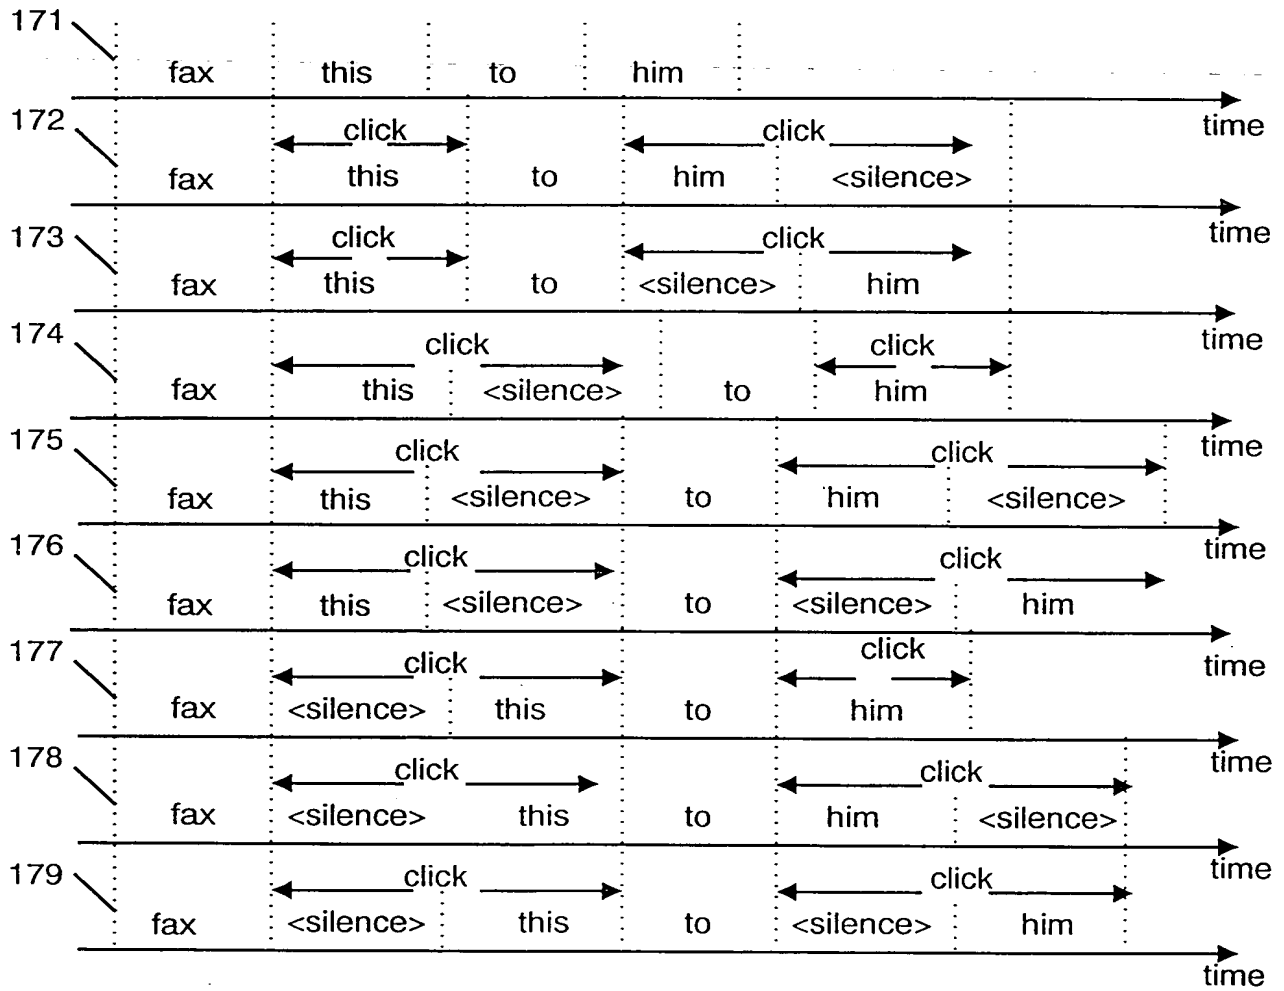 171
fax this to him
time
172
click click
fax this to him <silence>
time
173
click click
fax this to <silence> him
time
174
click click
fax this <silence> to him
time
175
click click
fax this <silence> to him <silence>
time
176
click click
fax this <silence> to <silence> him
time
177
click click
fax <silence> this to him
time
178
click click
fax <silence> this to him <silence>
time
179
click click
fax <silence> this to <silence> him
time